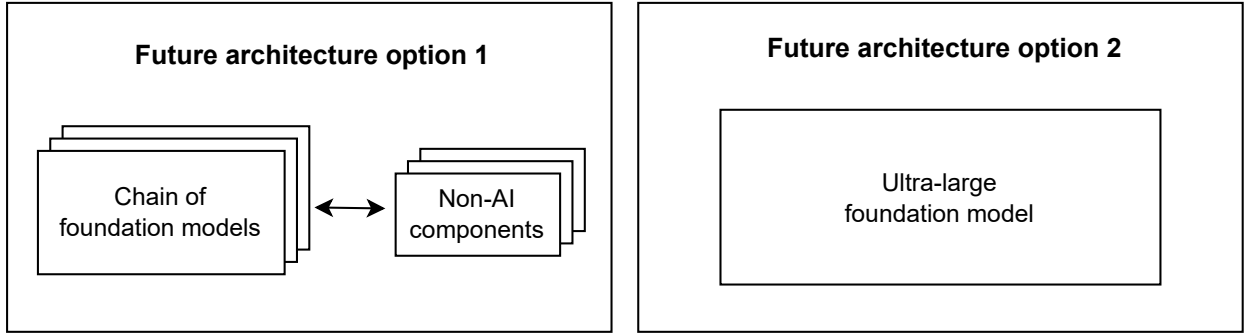 Future architecture option 1
Chain of
foundation models
Non-AI
components
Future architecture option 2
Ultra-large
foundation model